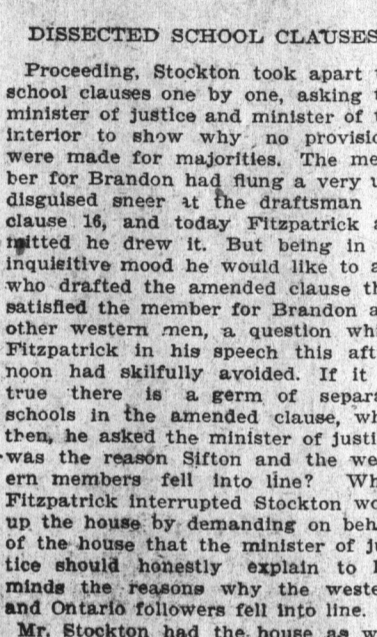 DISSECTED SCHOOL CLAUSES
Proceeding, Stockton took apart
school clauses one by one, asking
minister of justice and minister of
interior to show why no provisio
were made for majorities. The me
ber for Brandon had flung a very
disguised sneer at the draftsman
clause 16, and today Fitzpatrick
mitted he drew it. But being in
inquisitive mood he would like to a
who drafted the amended clause th
satisfied the member for Brandon a
other western men, a question whi
Fitzpatrick in his speech this aft
noon had skilfully avoided. If it
true there is a germ of separa
schools in the amended clause, wh
then, he asked the minister of justi
was the reason Sifton and the we
ern members fell into line? Wh
Fitzpatrick interrupted Stockton wo
up the house by demanding on beh
of the house that the minister of ju
tice should honestly explain to
minds the reasons why the weste
and Ontario followers fell into line.
Mr. Stockton had the house as w